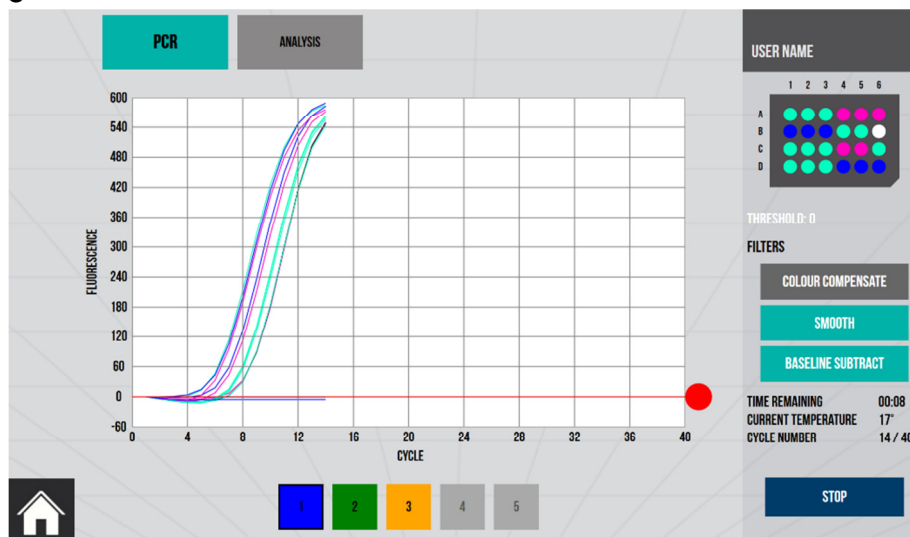 PCR
ANALYSIS
USER NAME
1 2 3 4 5 6
A
B
C
D
THRESHOLD: 0
FILTERS
COLOUR COMPENSATE
SMOOTH
BASELINE SUBTRACT
TIME REMAINING 00:08
CURRENT TEMPERATURE 17°
CYCLE NUMBER 14 / 40
STOP
FLUORESCENCE
600
540
480
420
360
300
240
180
120
60
0
-60
0 4 8 12 16 20 24 28 32 36 40
CYCLE
1 2 3 4 5